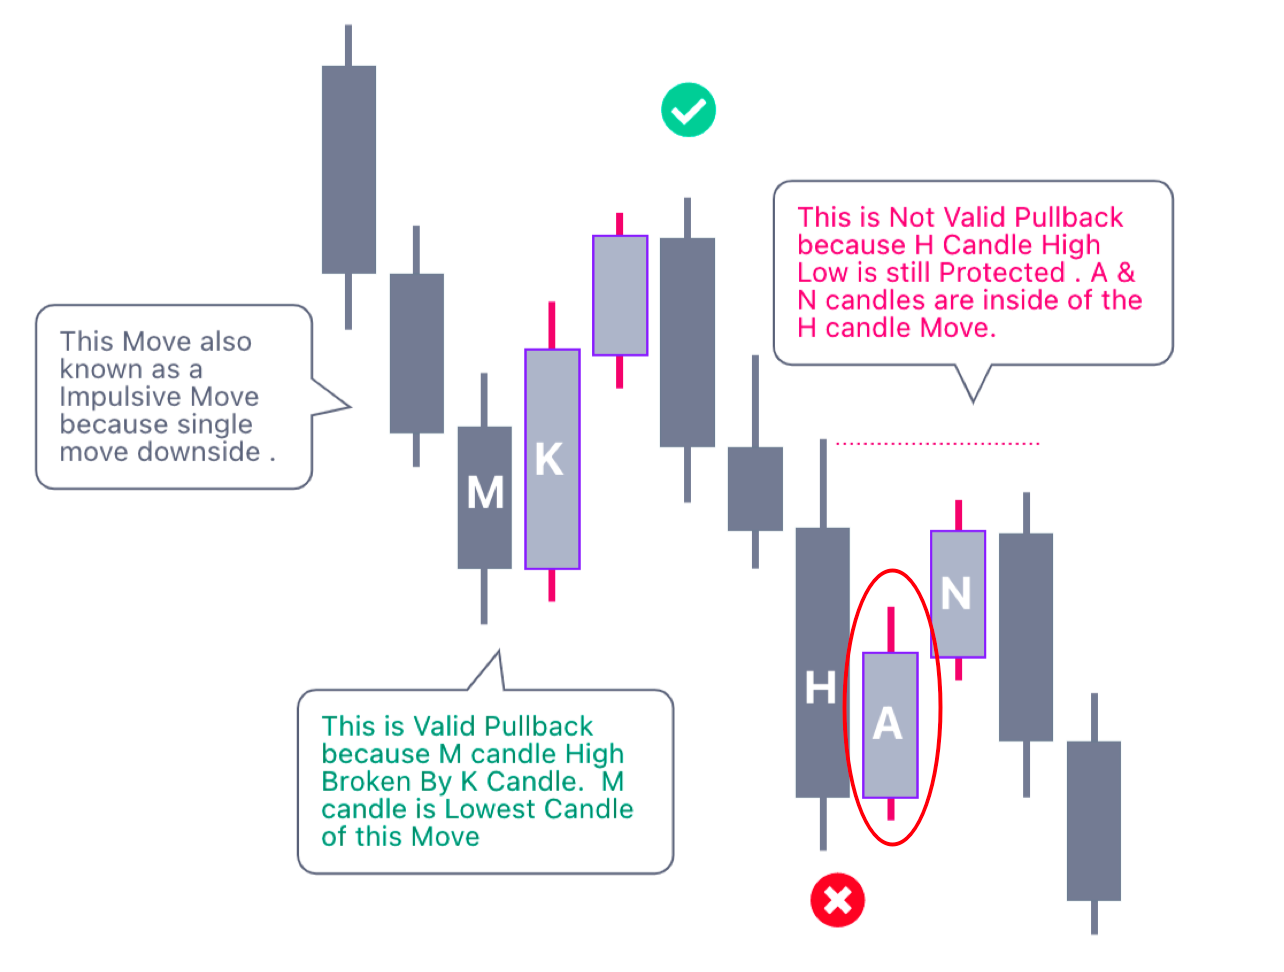 This is Not Valid Pullback
because H Candle High
Low is still Protected . A &
N candles are inside of the
H candle Move.
This Move also
known as a
Impulsive Move
because single
move downside .
M
K
H
A
N
This is Valid Pullback
because M candle High
Broken By K Candle.  M
candle is Lowest Candle
of this Move